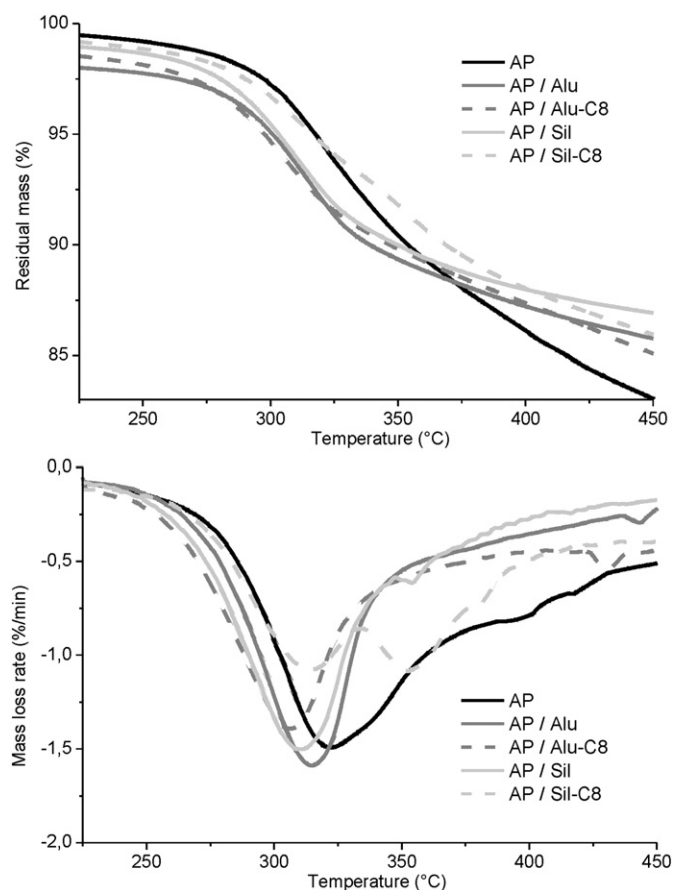 100
95
90
85
Residual mass (%)
AP
AP / Alu
AP / Alu-C8
AP / Sil
AP / Sil-C8
250 300 350 400 450
Temperature (°C)
0,0
-0,5
-1,0
-1,5
-2,0
Mass loss rate (%/min)
AP
AP / Alu
AP / Alu-C8
AP / Sil
AP / Sil-C8
250 300 350 400 450
Temperature (°C)